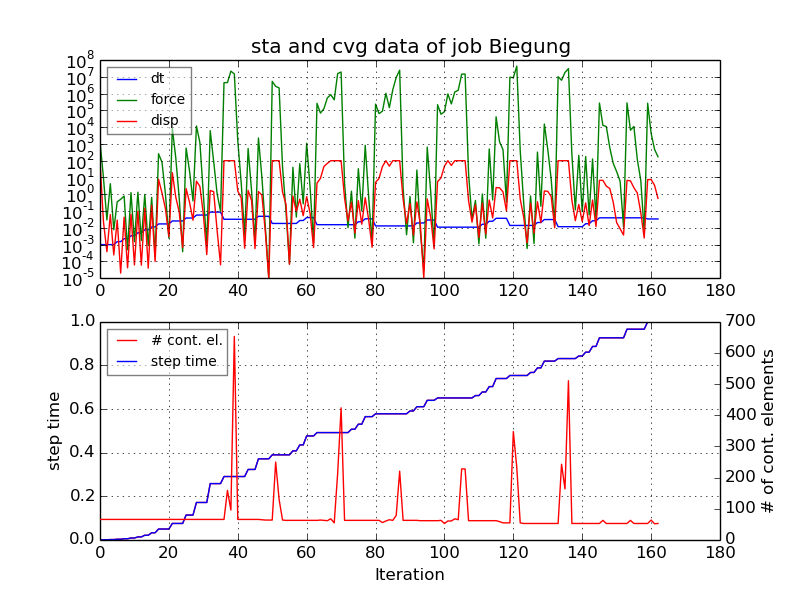 sta and cvg data of job Biegung
10^8
10^7
10^6
10^5
10^4
10^3
10^2
10^1
10^0
10^-1
10^-2
10^-3
10^-4
10^-5
dt
force
disp
0 20 40 60 80 100 120 140 160 180
Iteration
1.0
0.8
0.6
0.4
0.2
0.0
step time
# cont. el.
step time
700
600
500
400
300
200
100
0
# of cont. elements
0 20 40 60 80 100 120 140 160 180
Iteration